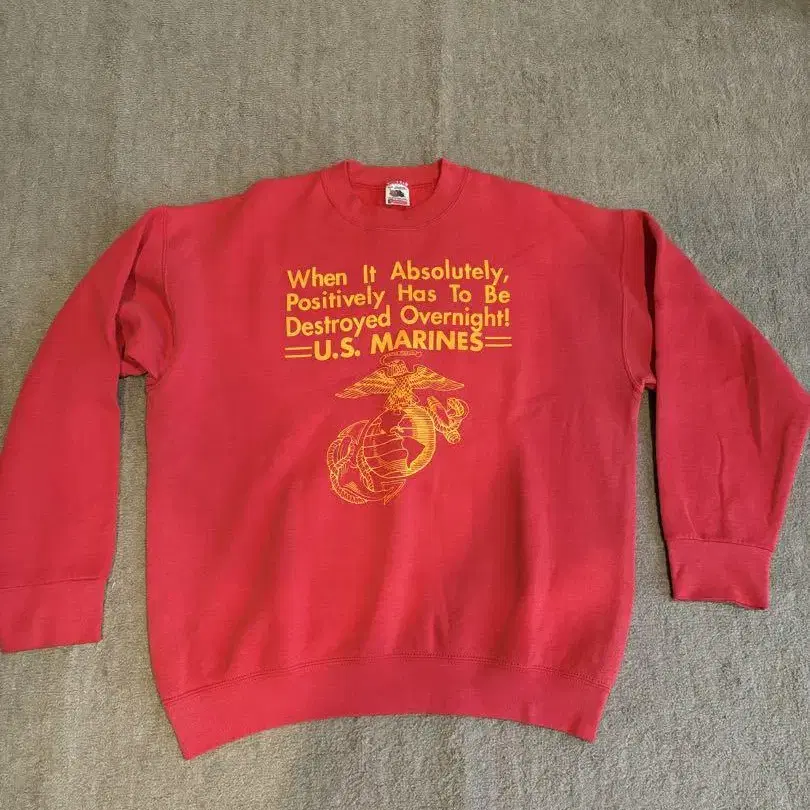 When It Absolutely,
Positively Has To Be
Destroyed Overnight!
U.S. MARINES